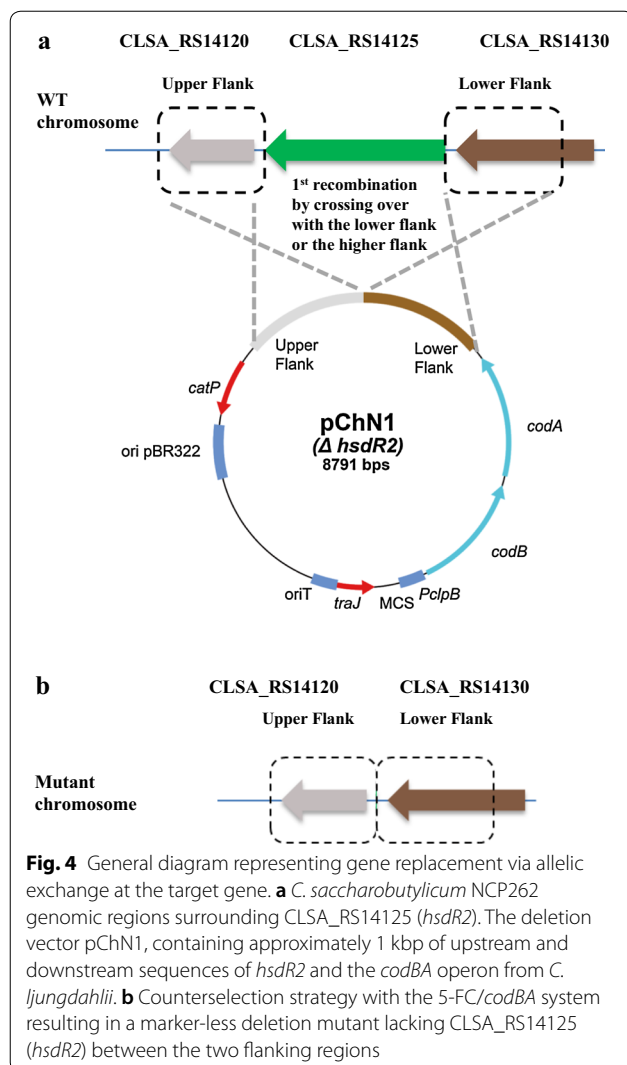 a
CLSA_RS14120 CLSA_RS14125 CLSA_RS14130
Upper Flank Lower Flank
WT
chromosome
1st recombination
by crossing over
with the lower flank
or the higher flank
Upper
Flank
Lower
Flank
catP
ori pBR322
pChN1
(Δ hsdR2)
8791 bps
codA
codB
oriT
traJ
MCS
PclpB
b
CLSA_RS14120 CLSA_RS14130
Upper Flank Lower Flank
Mutant
chromosome
Fig. 4 General diagram representing gene replacement via allelic
exchange at the target gene. a C. saccharobutylicum NCP262
genomic regions surrounding CLSA_RS14125 (hsdR2). The deletion
vector pChN1, containing approximately 1 kbp of upstream and
downstream sequences of hsdR2 and the codBA operon from C.
ljungdahlii. b Counterselection strategy with the 5-FC/codBA system
resulting in a marker-less deletion mutant lacking CLSA_RS14125
(hsdR2) between the two flanking regions